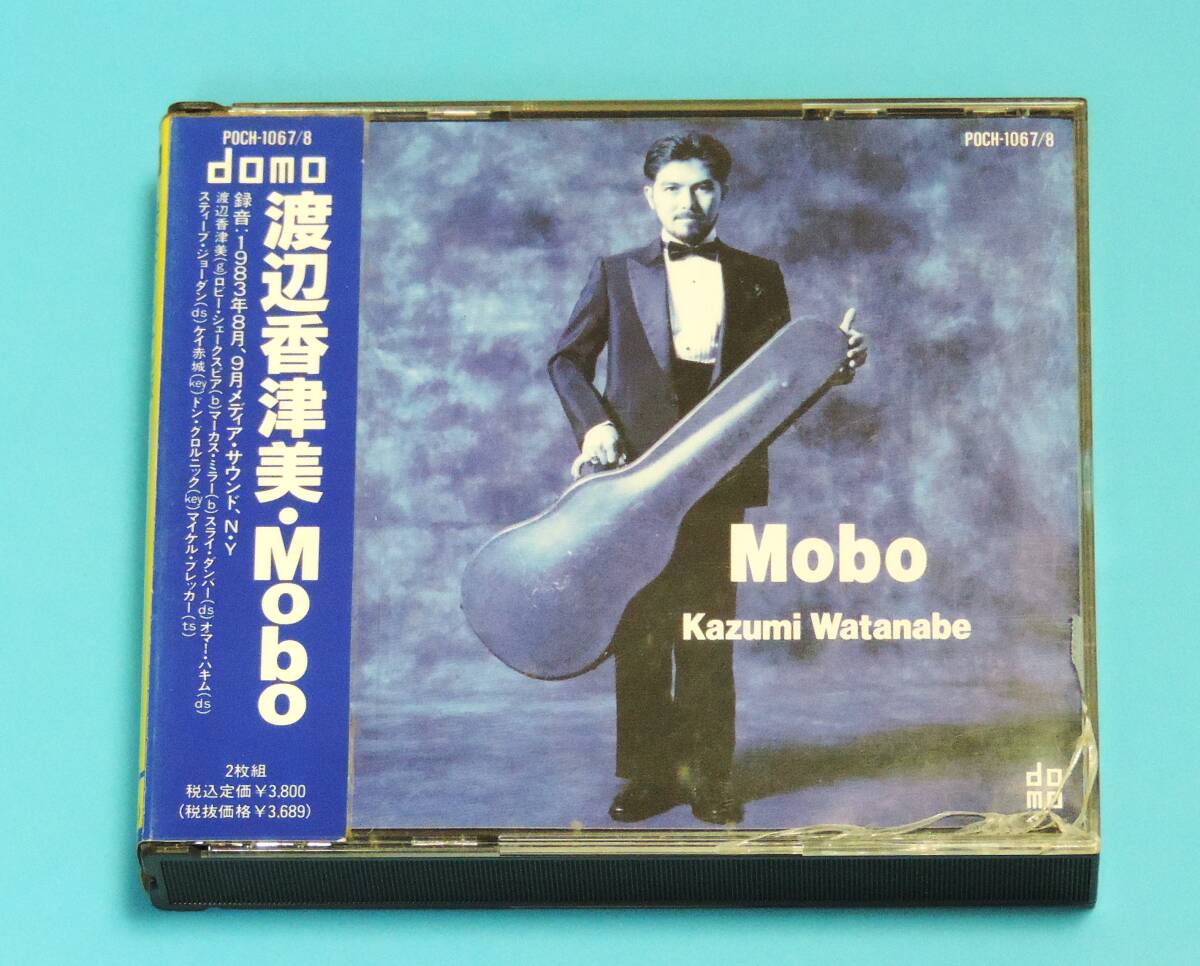 POCH-1067/8
domo
渡辺香津美・Mobo
録音:1983年8月、9月メディア・サウンド、N・Y
渡辺香津美(g)ロビー・シェークスピア(b)マーカス・ミラー(b)スライ・ダンバー(ds)オマー・ハキム(ds)
スティーブ・ジョーダン(ds)ケイ赤城(key)ドン・グロルニック(key)マイケル・ブレッカー(ts)
2枚組
税込定価¥3,800
(税抜価格¥3,689)
POCH-1067/8
Mobo
Kazumi Watanabe
do
mo